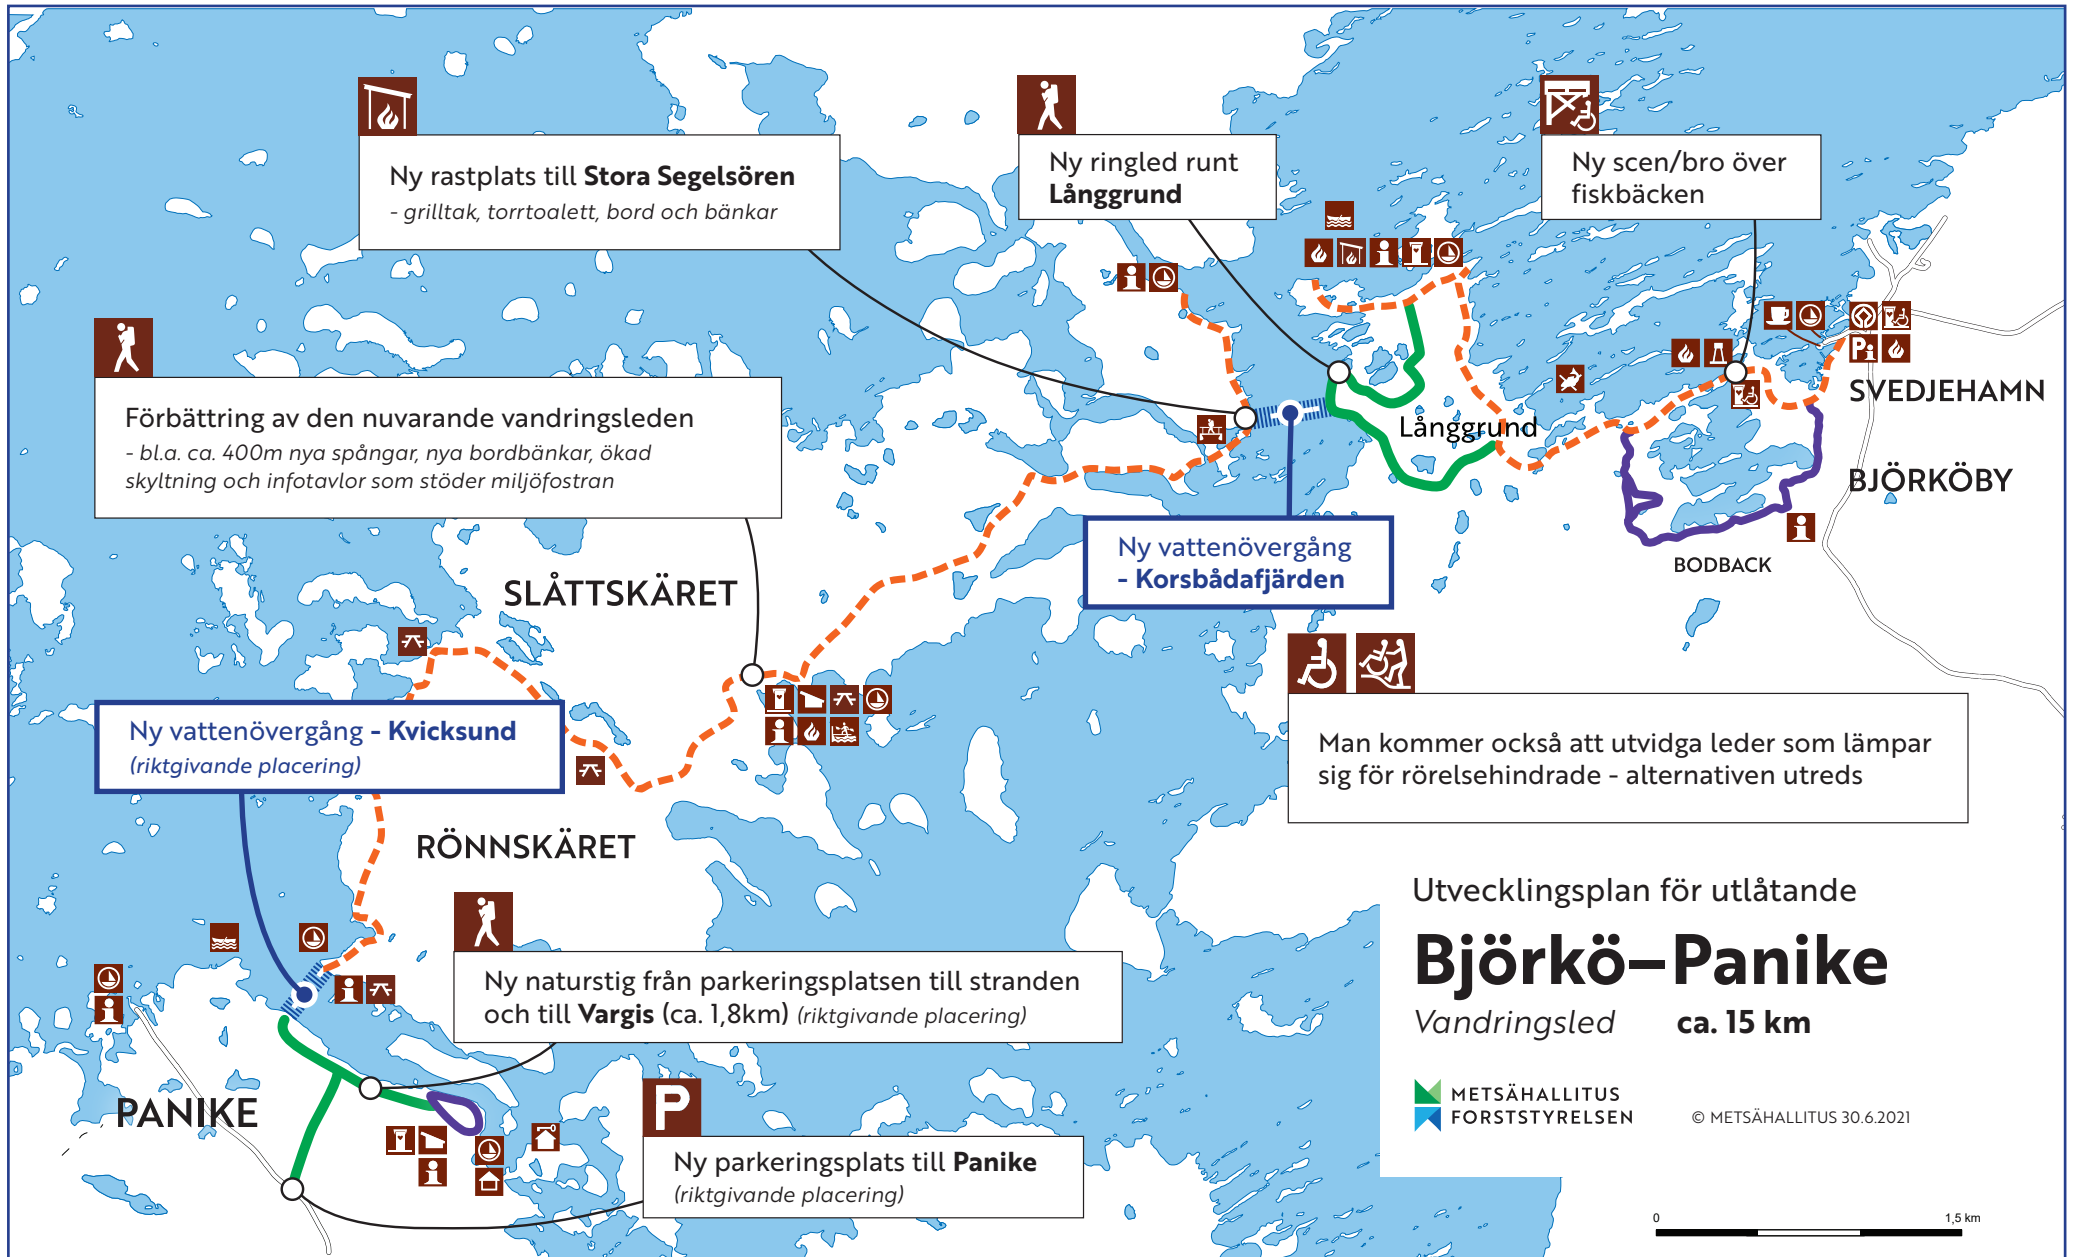 Ny rastplats till Stora Segelsören
- grilltak, torrtoalett, bord och bänkar
Ny ringled runt
Långgrund
Ny scen/bro över
fiskbäcken
Förbättring av den nuvarande vandringsleden
- bl.a. ca. 400m nya spångar, nya bordbänkar, ökad
skyltning och infotavlor som stöder miljöfostran
P
SVEDJEHAMN
Långgrund
BJÖRKÖBY
BODBACK
Ny vattenövergång
- Korsbådafjärden
SLÅTTSKÄRET
Ny vattenövergång - Kvicksund
(riktgivande placering)
Man kommer också att utvidga leder som lämpar
sig för rörelsehindrade - alternativen utreds
RÖNNSKÄRET
Ny naturstig från parkeringsplatsen till stranden
och till Vargis (ca. 1,8km) (riktgivande placering)
PANIKE
P
Ny parkeringsplats till Panike
(riktgivande placering)
Utvecklingsplan för utlåtande
Björkö–Panike
Vandringsled ca. 15 km
METSÄHALLITUS
FORSTSTYRELSEN
© METSÄHALLITUS 30.6.2021
0 1,5 km